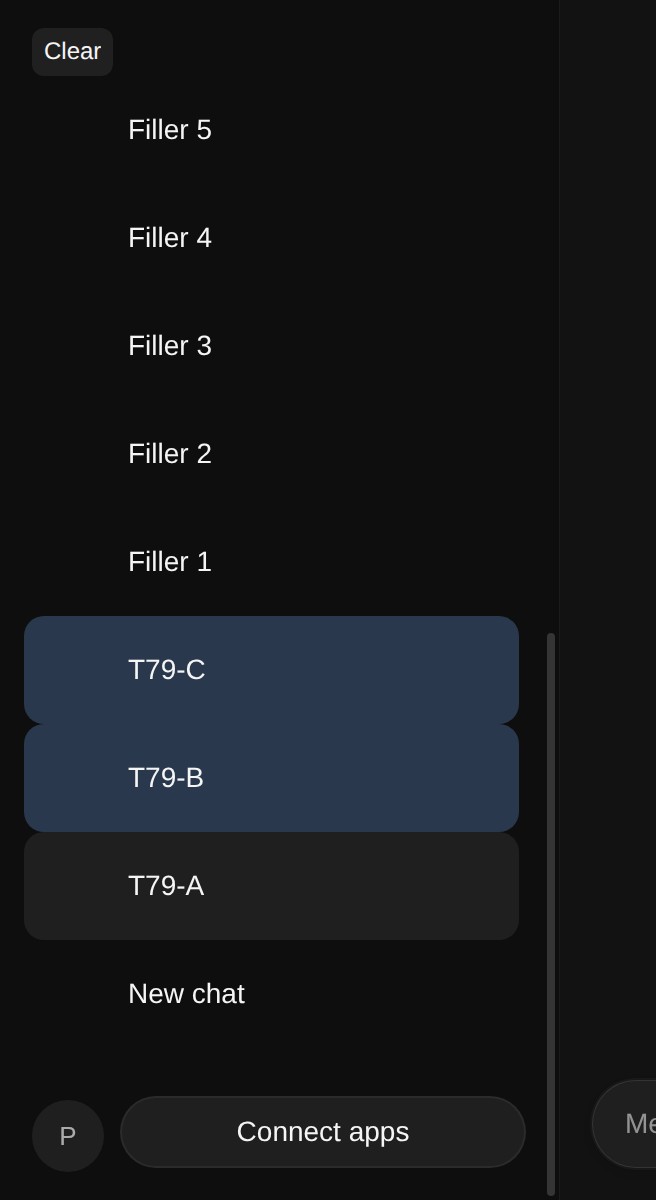 Clear
Filler 5
Filler 4
Filler 3
Filler 2
Filler 1
T79-C
T79-B
T79-A
New chat
P
Connect apps